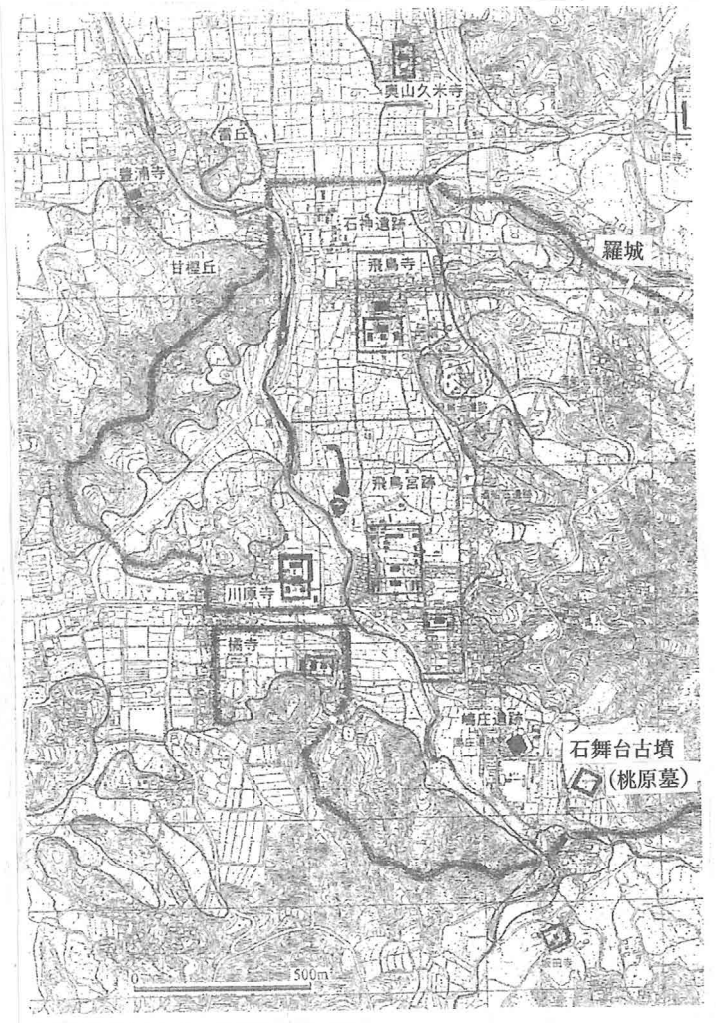 奥山久米寺
雷丘
豊浦寺
石神遺跡
羅城
飛鳥寺
甘樫丘
飛鳥宮跡
川原寺
橘寺
嶋庄遺跡
石舞台古墳
(桃原墓)
0
500m